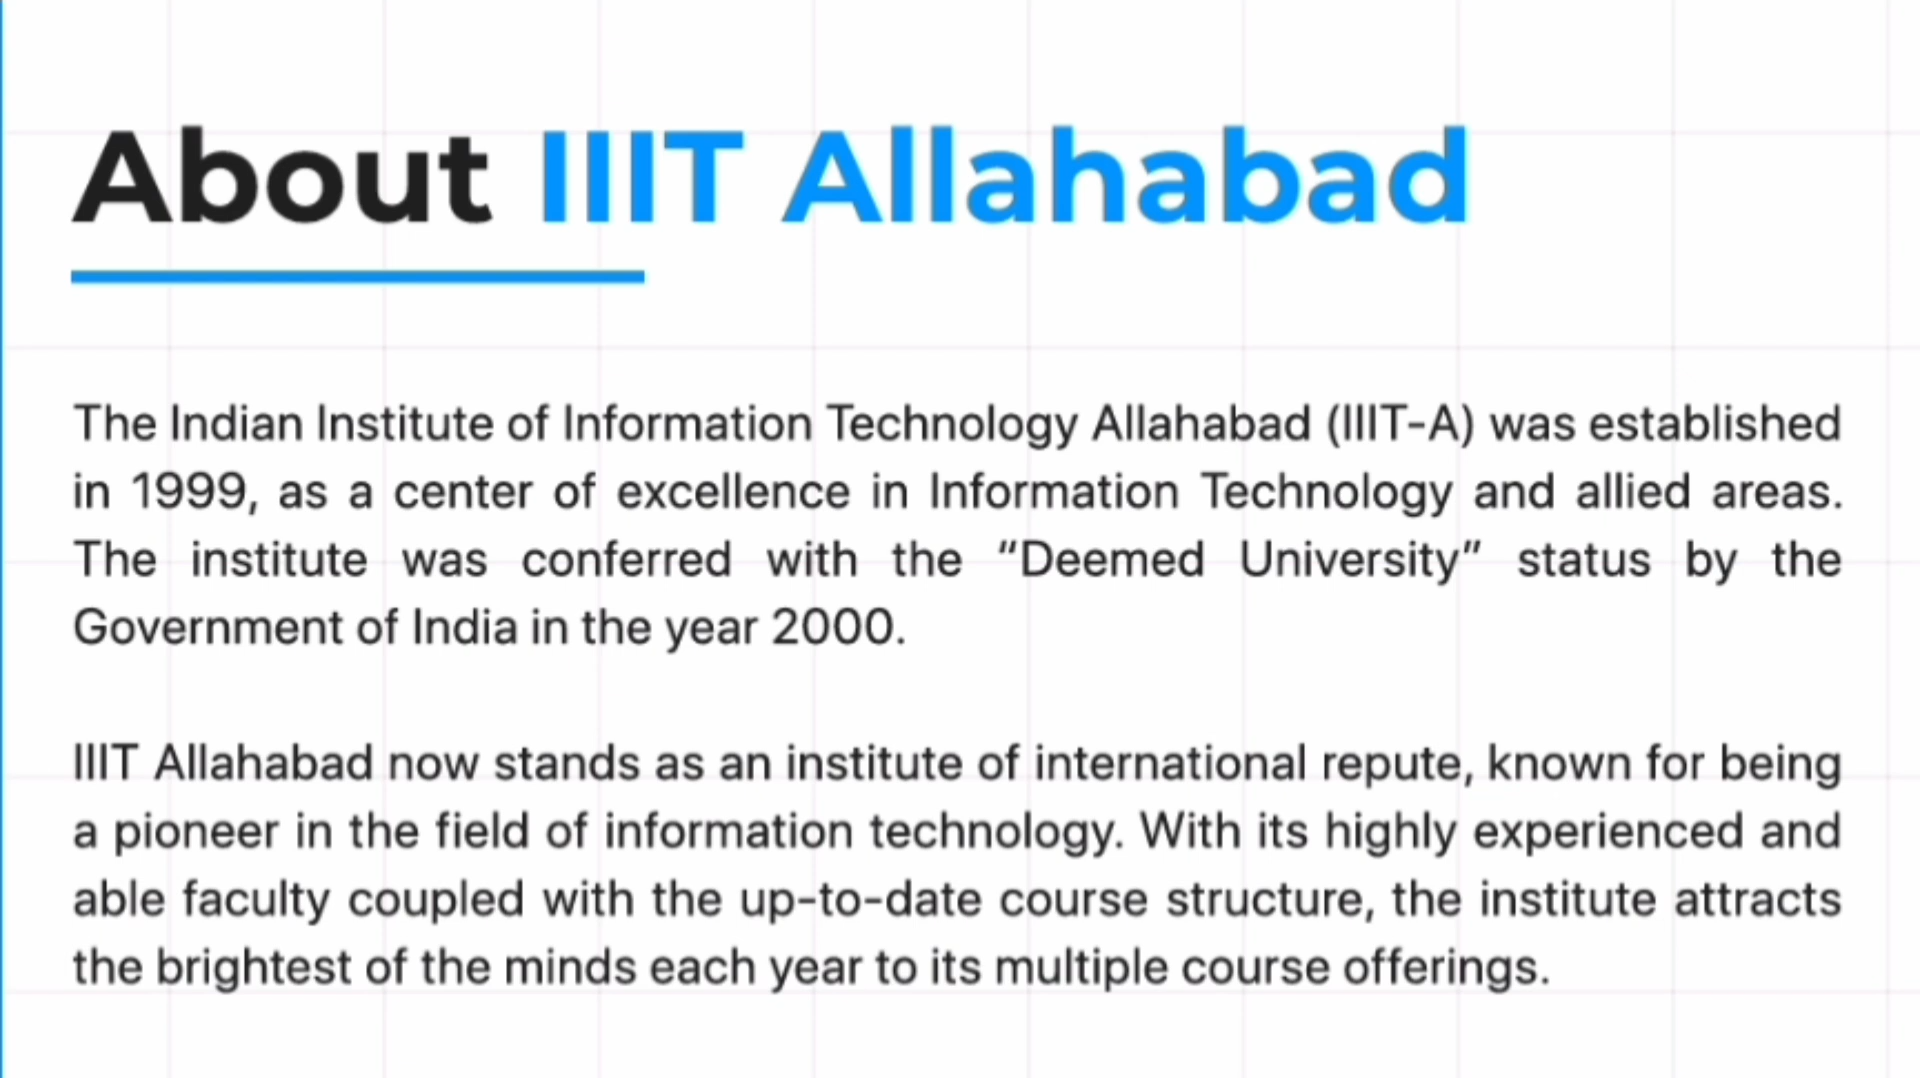 About IIIT Allahabad
The Indian Institute of Information Technology Allahabad (IIIT-A) was established
in 1999, as a center of excellence in Information Technology and allied areas.
The institute was conferred with the “Deemed University” status by the
Government of India in the year 2000.
IIIT Allahabad now stands as an institute of international repute, known for being
a pioneer in the field of information technology. With its highly experienced and
able faculty coupled with the up-to-date course structure, the institute attracts
the brightest of the minds each year to its multiple course offerings.